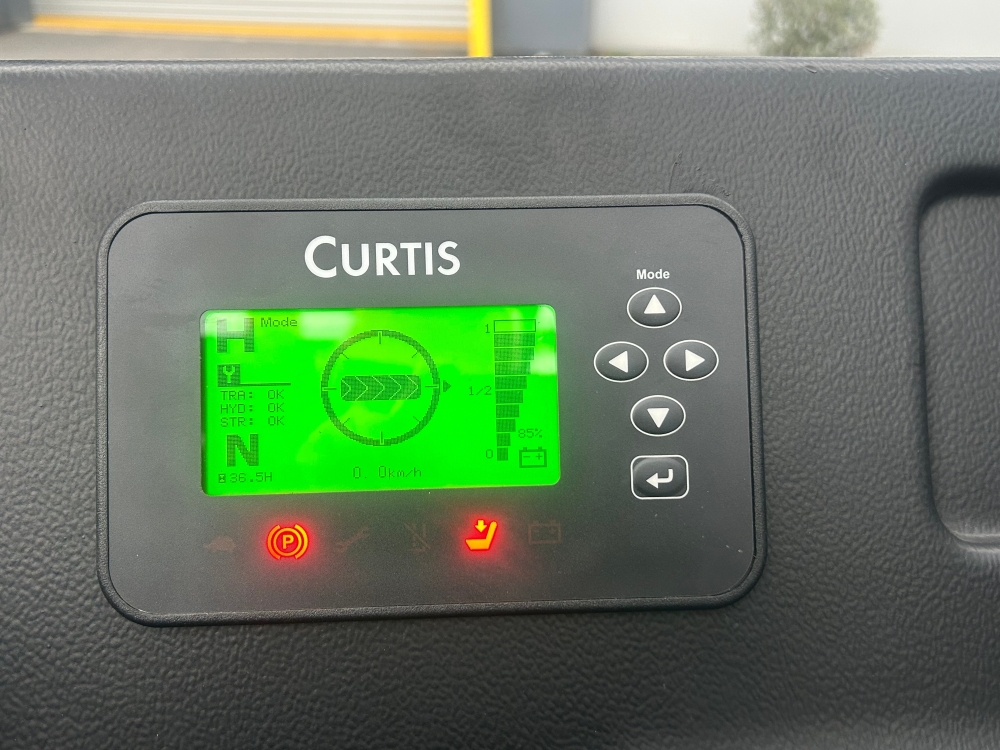 CURTIS
Mode
H Mode
Y
TRA: OK
HYD: OK
STR: OK
N
36.5H
0.0km/h
1
1/2
0
85%
P